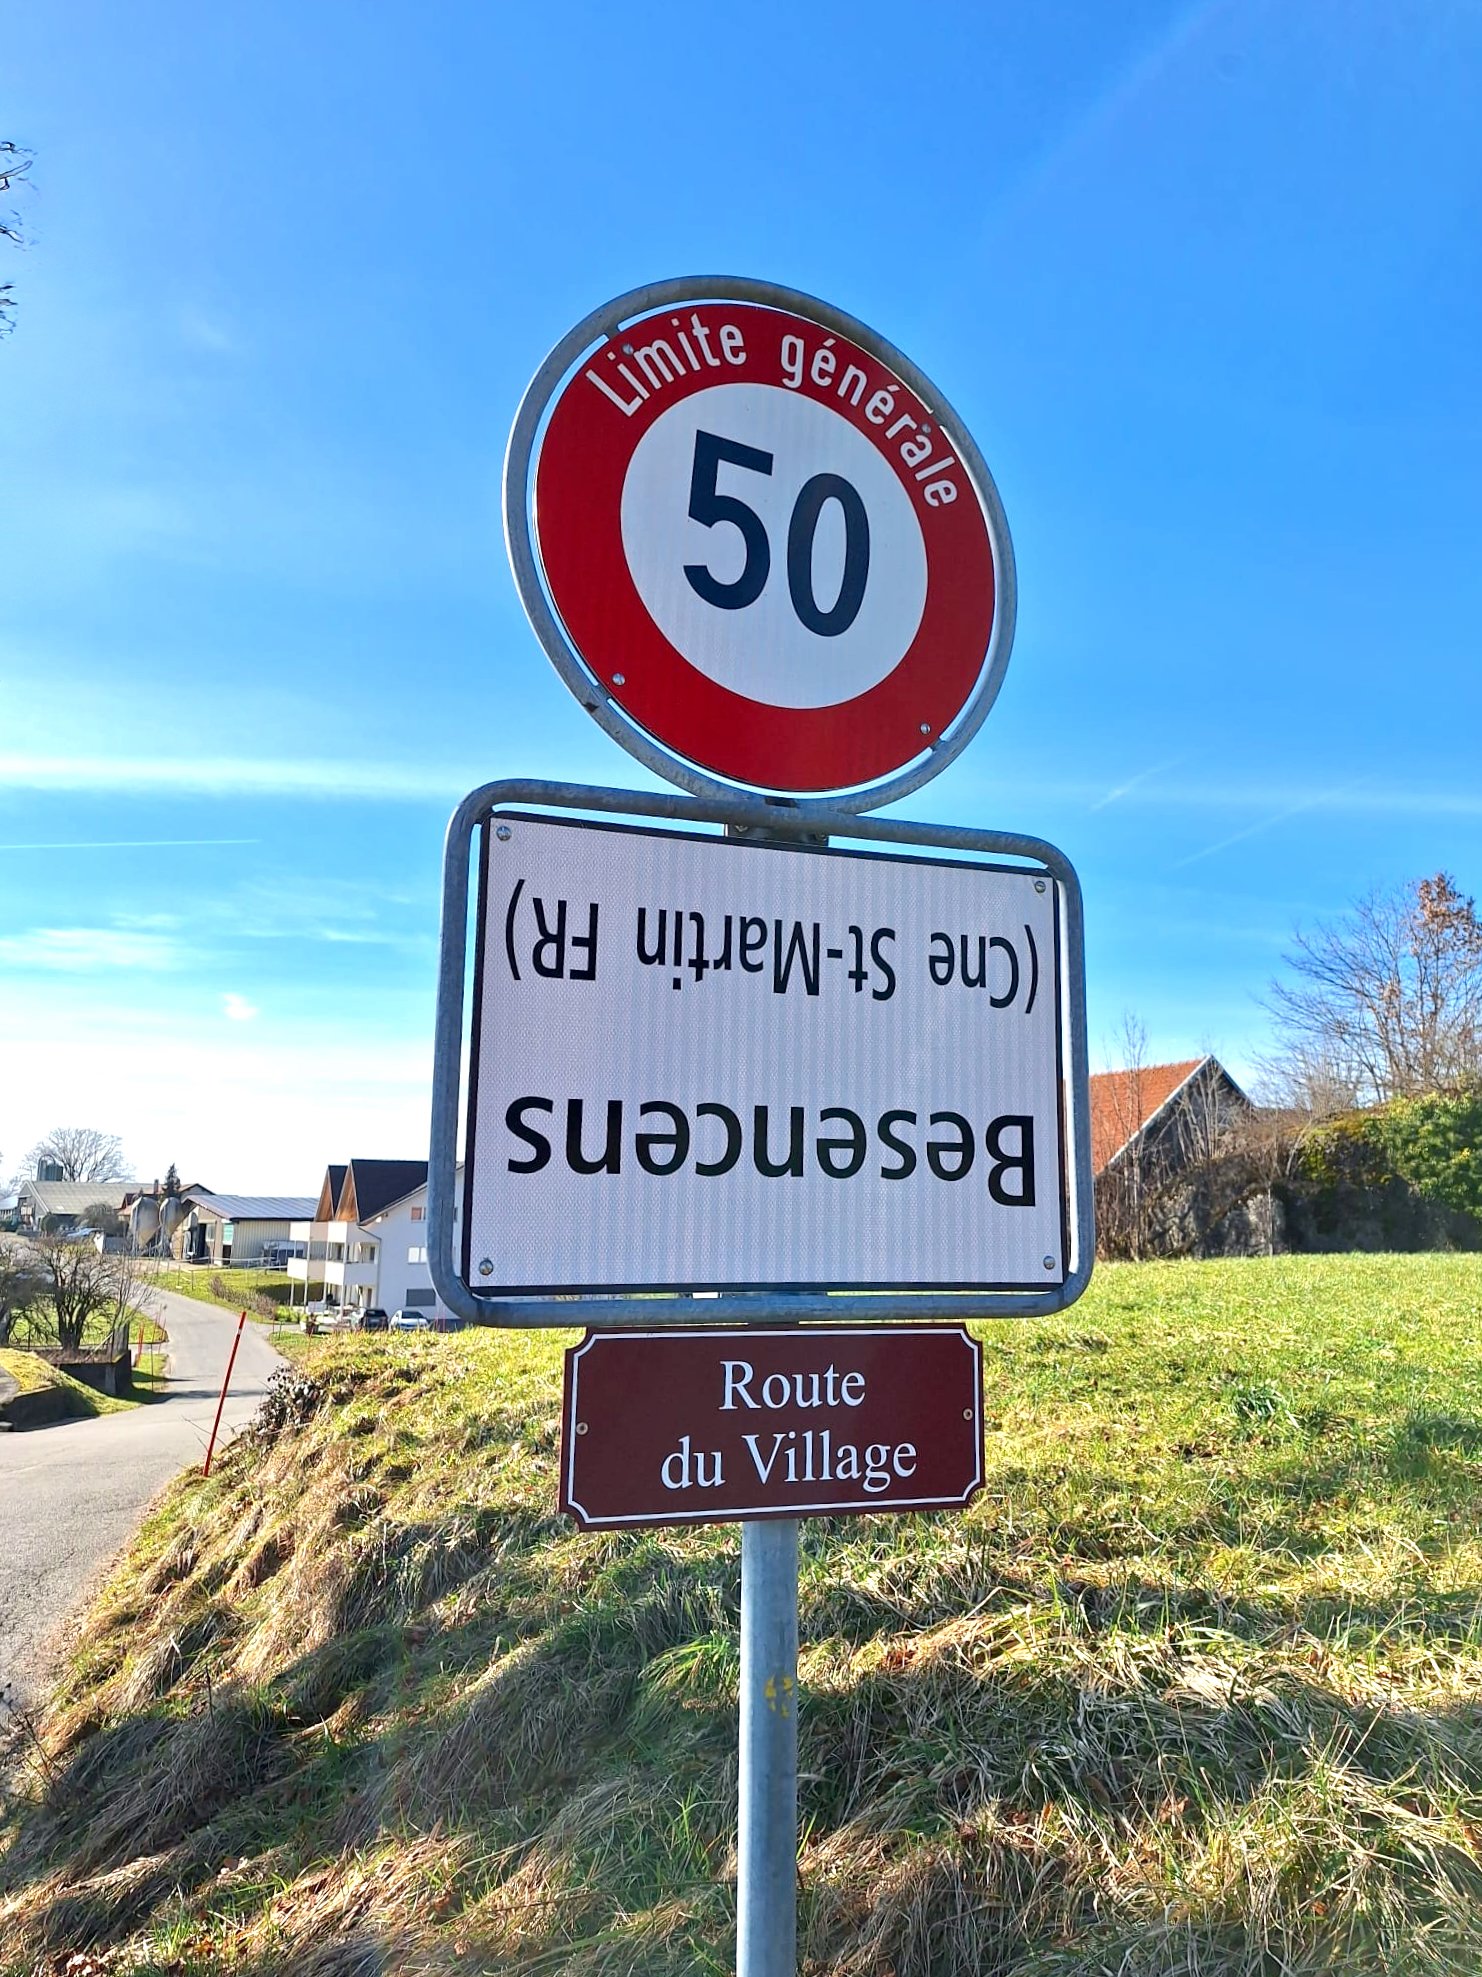 Limite générale
50
Besencens
(Cne St-Martin FR)
Route
du Village